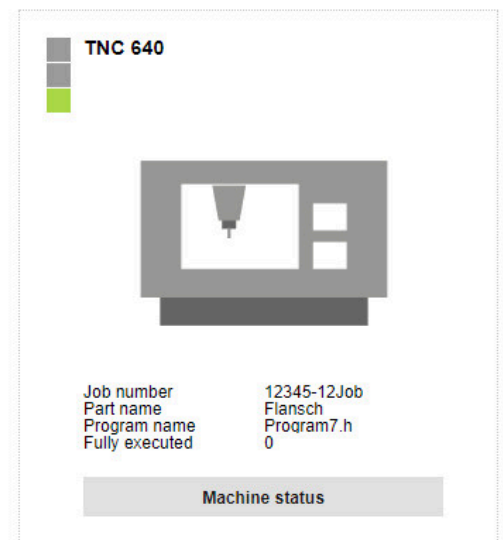 TNC 640
Job number 12345-12Job
Part name Flansch
Program name Program7.h
Fully executed 0
Machine status